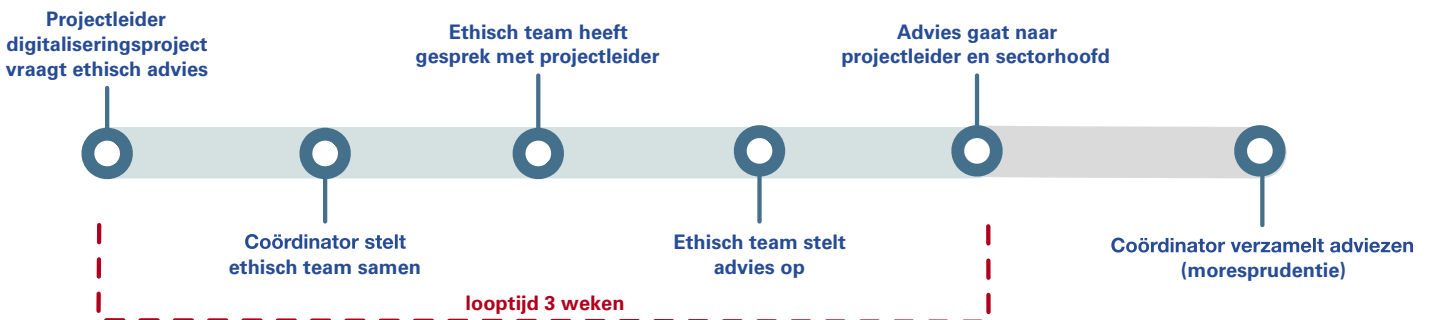 Projectleider
digitaliseringsproject
vraagt ethisch advies
Coördinator stelt
ethisch team samen
Ethisch team heeft
gesprek met projectleider
Ethisch team stelt
advies op
Advies gaat naar
projectleider en sectorhoofd
Coördinator verzamelt adviezen
(moresprudentie)
looptijd 3 weken